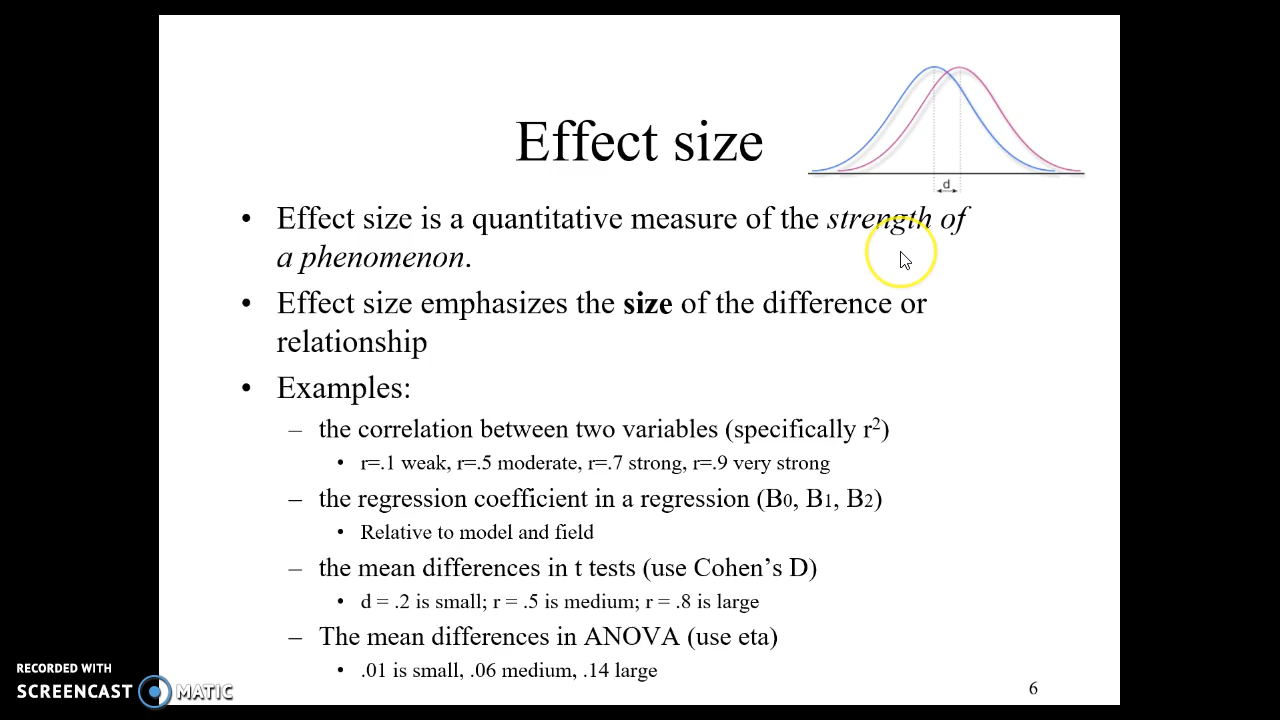 Effect size
d
• Effect size is a quantitative measure of the strength of
a phenomenon.
• Effect size emphasizes the size of the difference or
relationship
• Examples:
– the correlation between two variables (specifically r²)
• r=.1 weak, r=.5 moderate, r=.7 strong, r=.9 very strong
– the regression coefficient in a regression (B0, B1, B2)
• Relative to model and field
– the mean differences in t tests (use Cohen's D)
• d = .2 is small; r = .5 is medium; r = .8 is large
– The mean differences in ANOVA (use eta)
• .01 is small, .06 medium, .14 large
6
RECORDED WITH
SCREENCAST MATIC